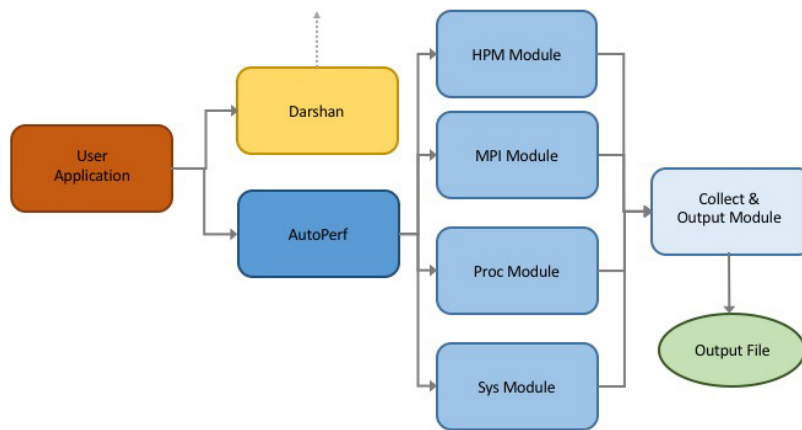 HPM Module
Darshan
User
Application
MPI Module
AutoPerf
Collect &
Output Module
Proc Module
Output File
Sys Module